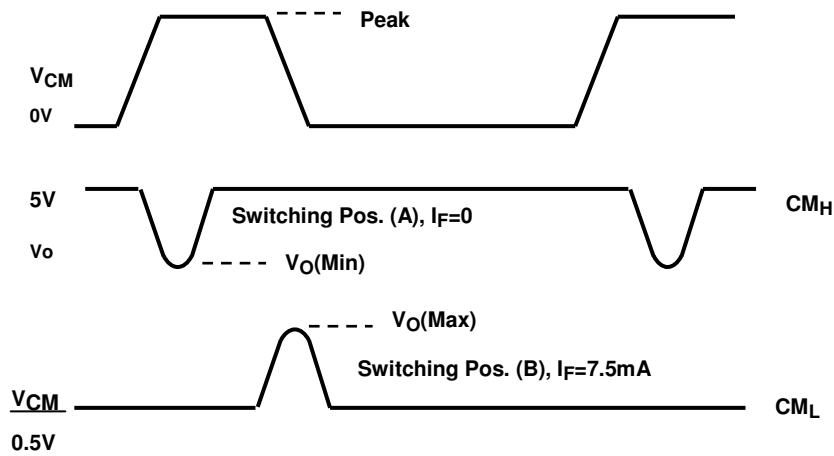 Peak
VCM
0V
5V
CMH
Switching Pos. (A), IF=0
Vo
VO(Min)
VO(Max)
Switching Pos. (B), IF=7.5mA
VCM
CML
0.5V